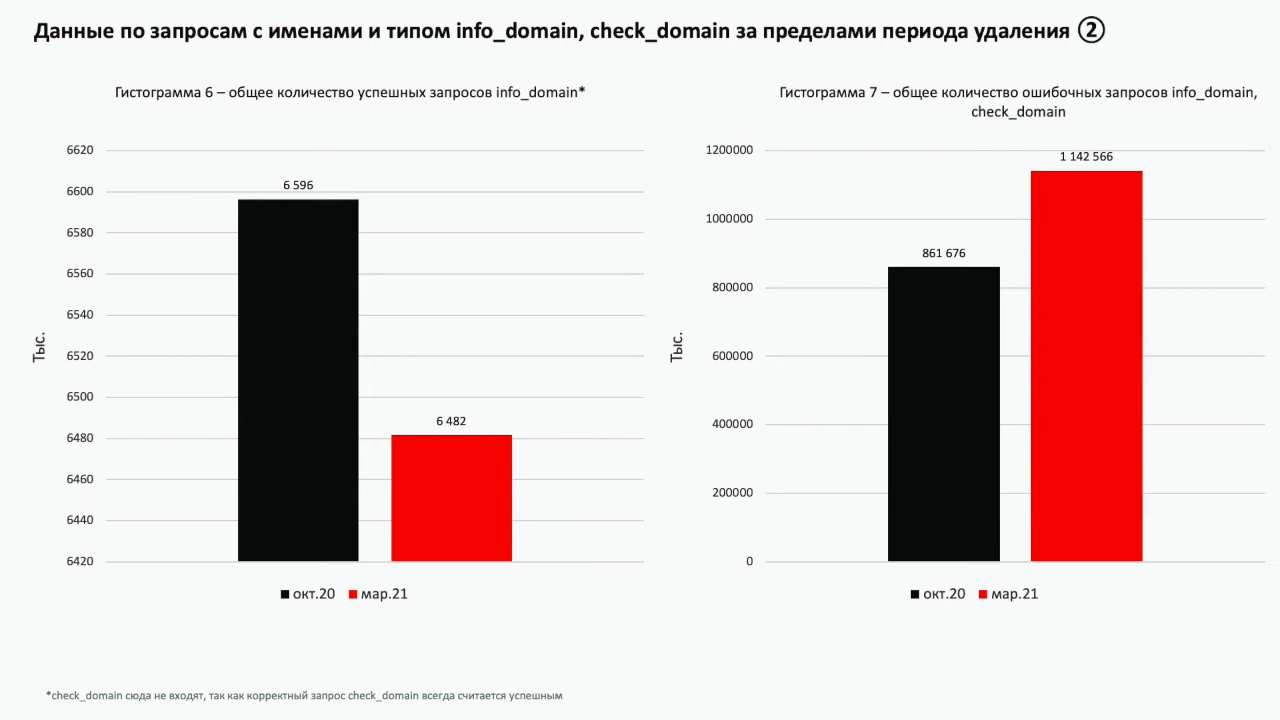 Данные по запросам с именами и типом info_domain, check_domain за пределами периода удаления ②
Гистограмма 6 – общее количество успешных запросов info_domain*
6620
6600
6580
6560
6540
6520
6500
6480
6460
6440
6420
Тыс.
6 596
6 482
окт.20
мар.21
Гистограмма 7 – общее количество ошибочных запросов info_domain,
check_domain
1200000
1000000
800000
600000
400000
200000
0
Тыс.
861 676
1 142 566
окт.20
мар.21
*check_domain сюда не входят, так как корректный запрос check_domain всегда считается успешным